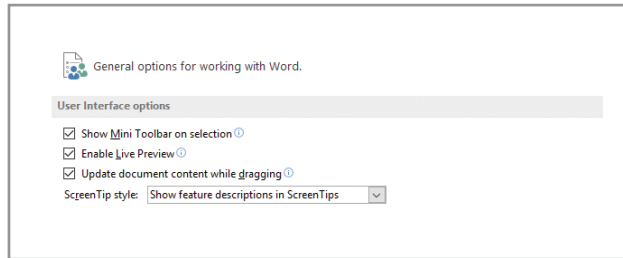 General options for working with Word.
User Interface options
Show Mini Toolbar on selection
Enable Live Preview
Update document content while dragging
ScreenTip style: Show feature descriptions in ScreenTips